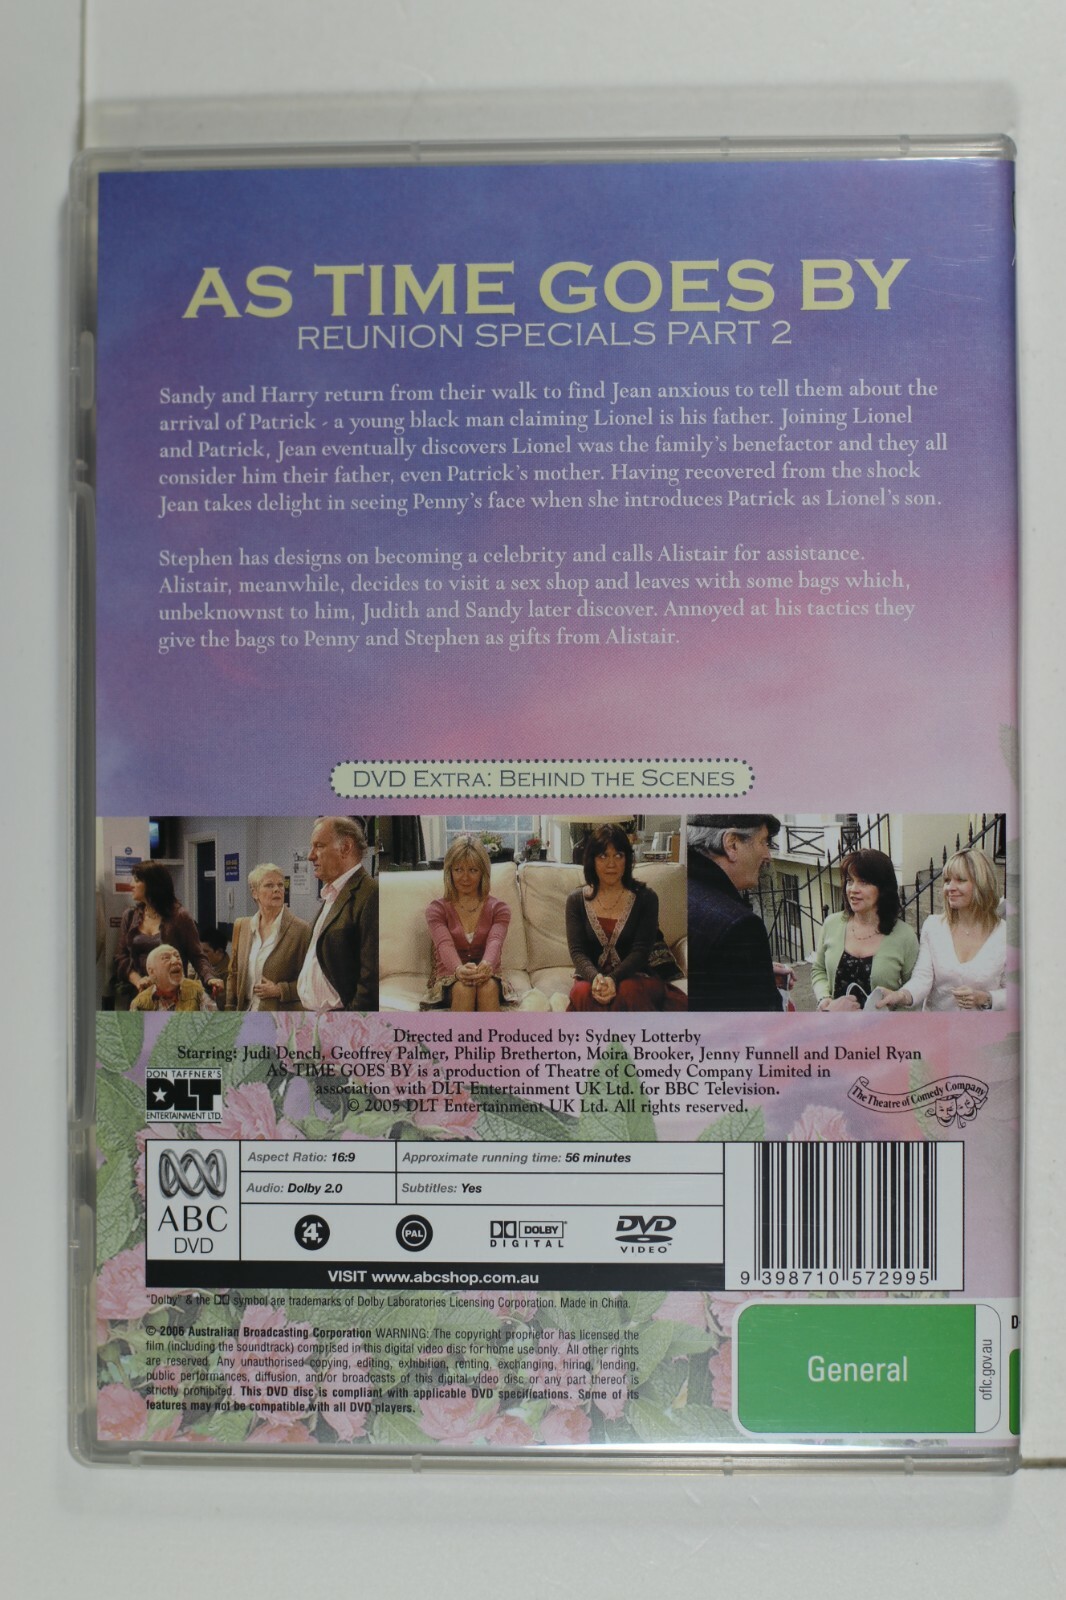 AS TIME GOES BY
REUNION SPECIALS PART 2
Sandy and Harry return from their walk to find Jean anxious to tell them about the
arrival of Patrick - a young black man claiming Lionel is his father. Joining Lionel
and Patrick, Jean eventually discovers Lionel was the family's benefactor and they all
consider him their father, even Patrick's mother. Having recovered from the shock
Jean takes delight in seeing Penny's face when she introduces Patrick as Lionel's son.
Stephen has designs on becoming a celebrity and calls Alistair for assistance.
Alistair, meanwhile, decides to visit a sex shop and leaves with some bags which,
unbeknownst to him, Judith and Sandy later discover. Annoyed at his tactics they
give the bags to Penny and Stephen as gifts from Alistair.
DVD EXTRA: BEHIND THE SCENES
Directed and Produced by: Sydney Lotterby
Starring: Judi Dench, Geoffrey Palmer, Philip Bretherton, Moira Brooker, Jenny Funnell and Daniel Ryan
AS TIME GOES BY is a production of Theatre of Comedy Company Limited in
association with DLT Entertainment UK Ltd. for BBC Television.
© 2005 DLT Entertainment UK Ltd. All rights reserved.
DON TAFFNER'S
DLT
ENTERTAINMENT LTD.
The Theatre of Comedy Company
ABC
DVD
Aspect Ratio: 16:9
Approximate running time: 56 minutes
Audio: Dolby 2.0
Subtitles: Yes
4
PAL
DOLBY
DIGITAL
DVD
VIDEO™
VISIT www.abcshop.com.au
9 398710 572995
"Dolby" & the symbol are trademarks of Dolby Laboratories Licensing Corporation. Made in China.
© 2006 Australian Broadcasting Corporation WARNING: The copyright proprietor has licensed the
film (including the soundtrack) comprised in this digital video disc for home use only. All other rights
are reserved. Any unauthorised copying, editing, exhibition, renting, exchanging, hiring, lending,
public performances, diffusion, and/or broadcasts of this digital video disc or any part thereof is
strictly prohibited. This DVD disc is compliant with applicable DVD specifications. Some of its
features may not be compatible with all DVD players.
General
oflc.gov.au